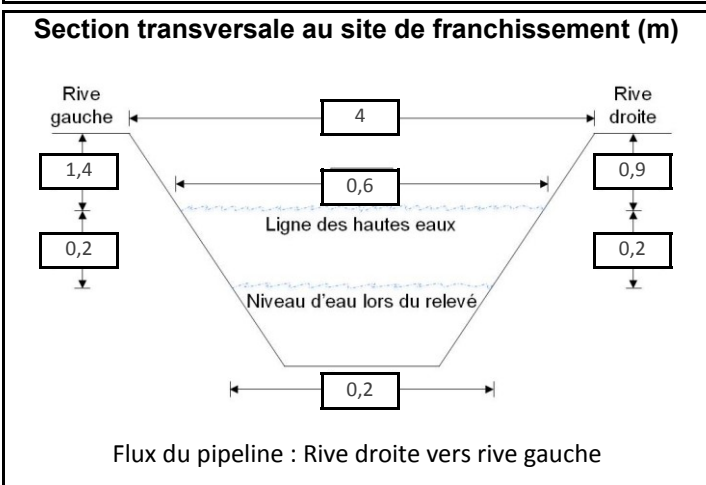 Section transversale au site de franchissement (m)
Rive
gauche
4
Rive
droite
1,4
0,6
0,9
Ligne des hautes eaux
0,2
0,2
Niveau d'eau lors du relevé
0,2
Flux du pipeline : Rive droite vers rive gauche